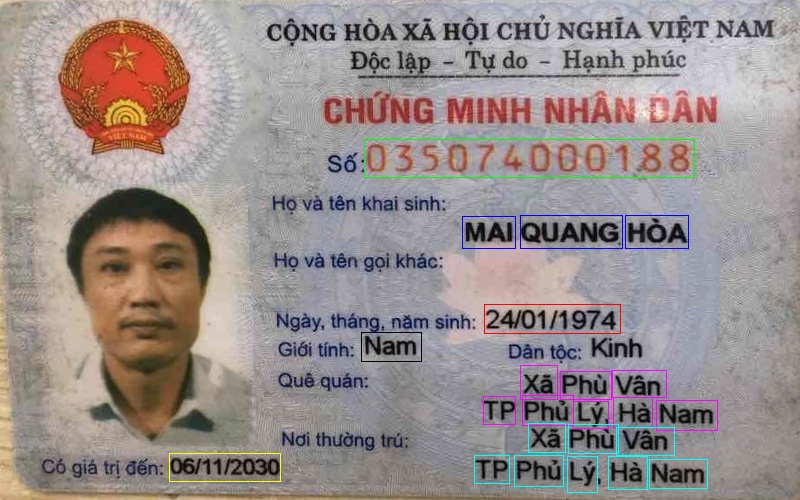 CỘNG HÒA XÃ HỘI CHỦ NGHĨA VIỆT NAM
Độc lập - Tự do - Hạnh phúc
CHỨNG MINH NHÂN DÂN
Số: 035074000188
Họ và tên khai sinh:
MAI QUANG HÒA
Họ và tên gọi khác:
Ngày, tháng, năm sinh: 24/01/1974
Giới tính: Nam Dân tộc: Kinh
Quê quán: Xã Phù Vân
TP Phủ Lý, Hà Nam
Nơi thường trú: Xã Phù Vân
Có giá trị đến: 06/11/2030 TP Phủ Lý, Hà Nam